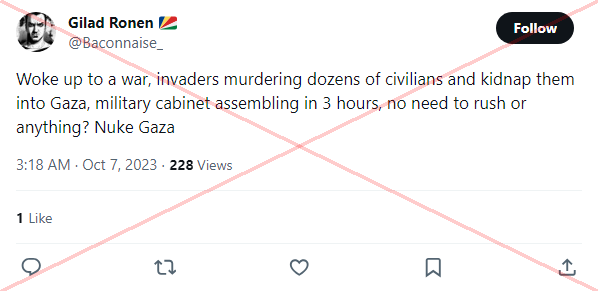 Gilad Ronen 🇸🇨
Follow
@Baconnaise_
Woke up to a war, invaders murdering dozens of civilians and kidnap them
into Gaza, military cabinet assembling in 3 hours, no need to rush or
anything? Nuke Gaza
3:18 AM · Oct 7, 2023 · 228 Views
1 Like